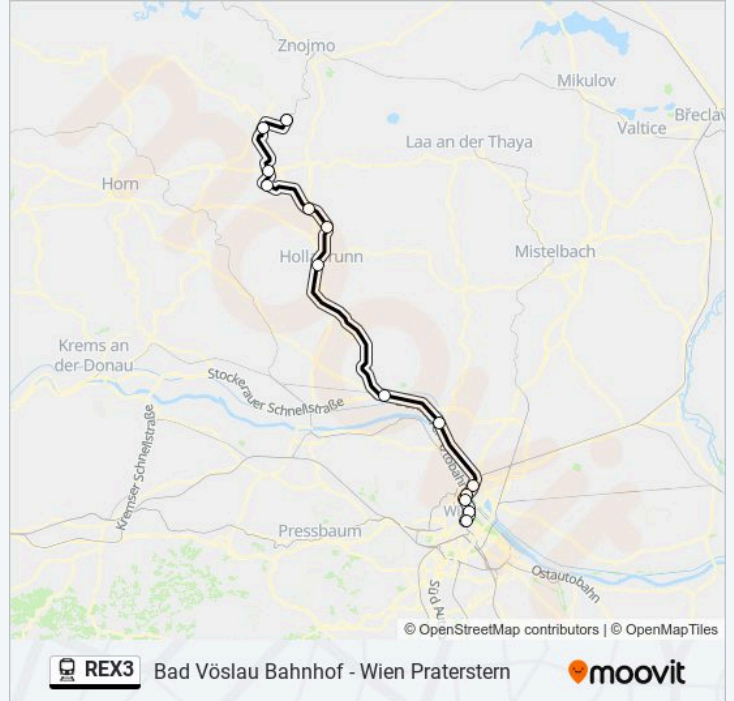 Znojmo
Mikulov
Břeclav
Valtice
Laa an der Thaya
Horn
Mistelbach
Krems an
der Donau
Stockerauer Schnellstraße
Kremser Schnellstraße
Pressbaum
Ostautobahn
© OpenStreetMap contributors | © OpenMapTiles
REX3 Bad Vöslau Bahnhof - Wien Praterstern moovit